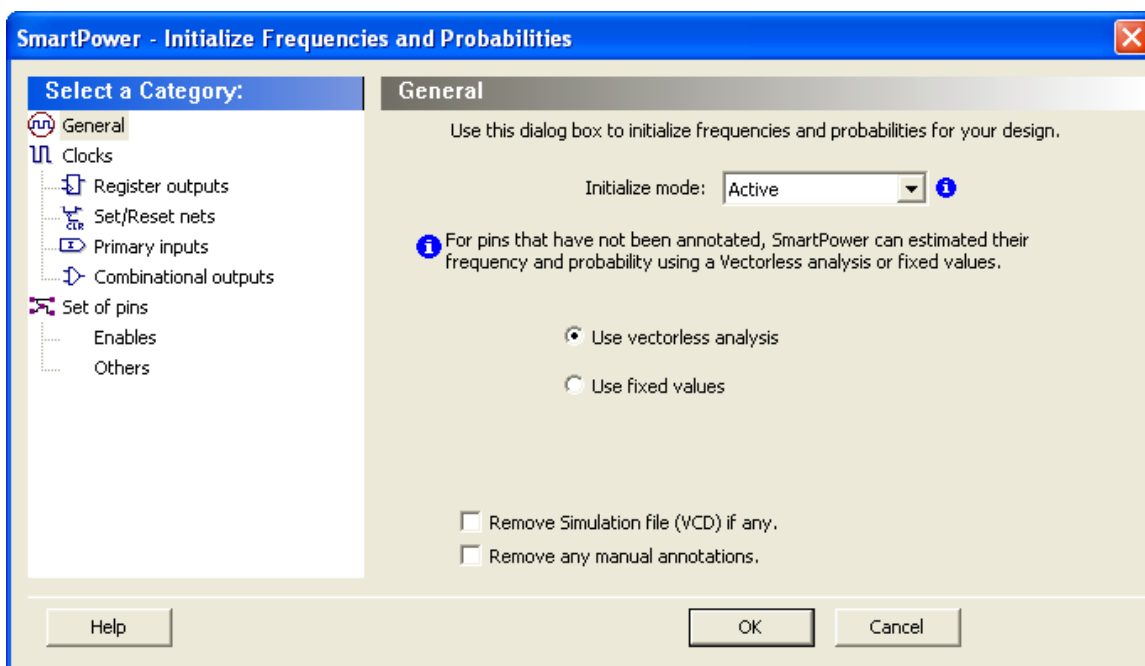 SmartPower - Initialize Frequencies and Probabilities
Select a Category:
General
Clocks
Register outputs
CLR
Set/Reset nets
Primary inputs
Combinational outputs
Set of pins
Enables
Others
General
Use this dialog box to initialize frequencies and probabilities for your design.
Initialize mode: Active
For pins that have not been annotated, SmartPower can estimated their
frequency and probability using a Vectorless analysis or fixed values.
Use vectorless analysis
Use fixed values
Remove Simulation file (VCD) if any.
Remove any manual annotations.
Help
OK
Cancel